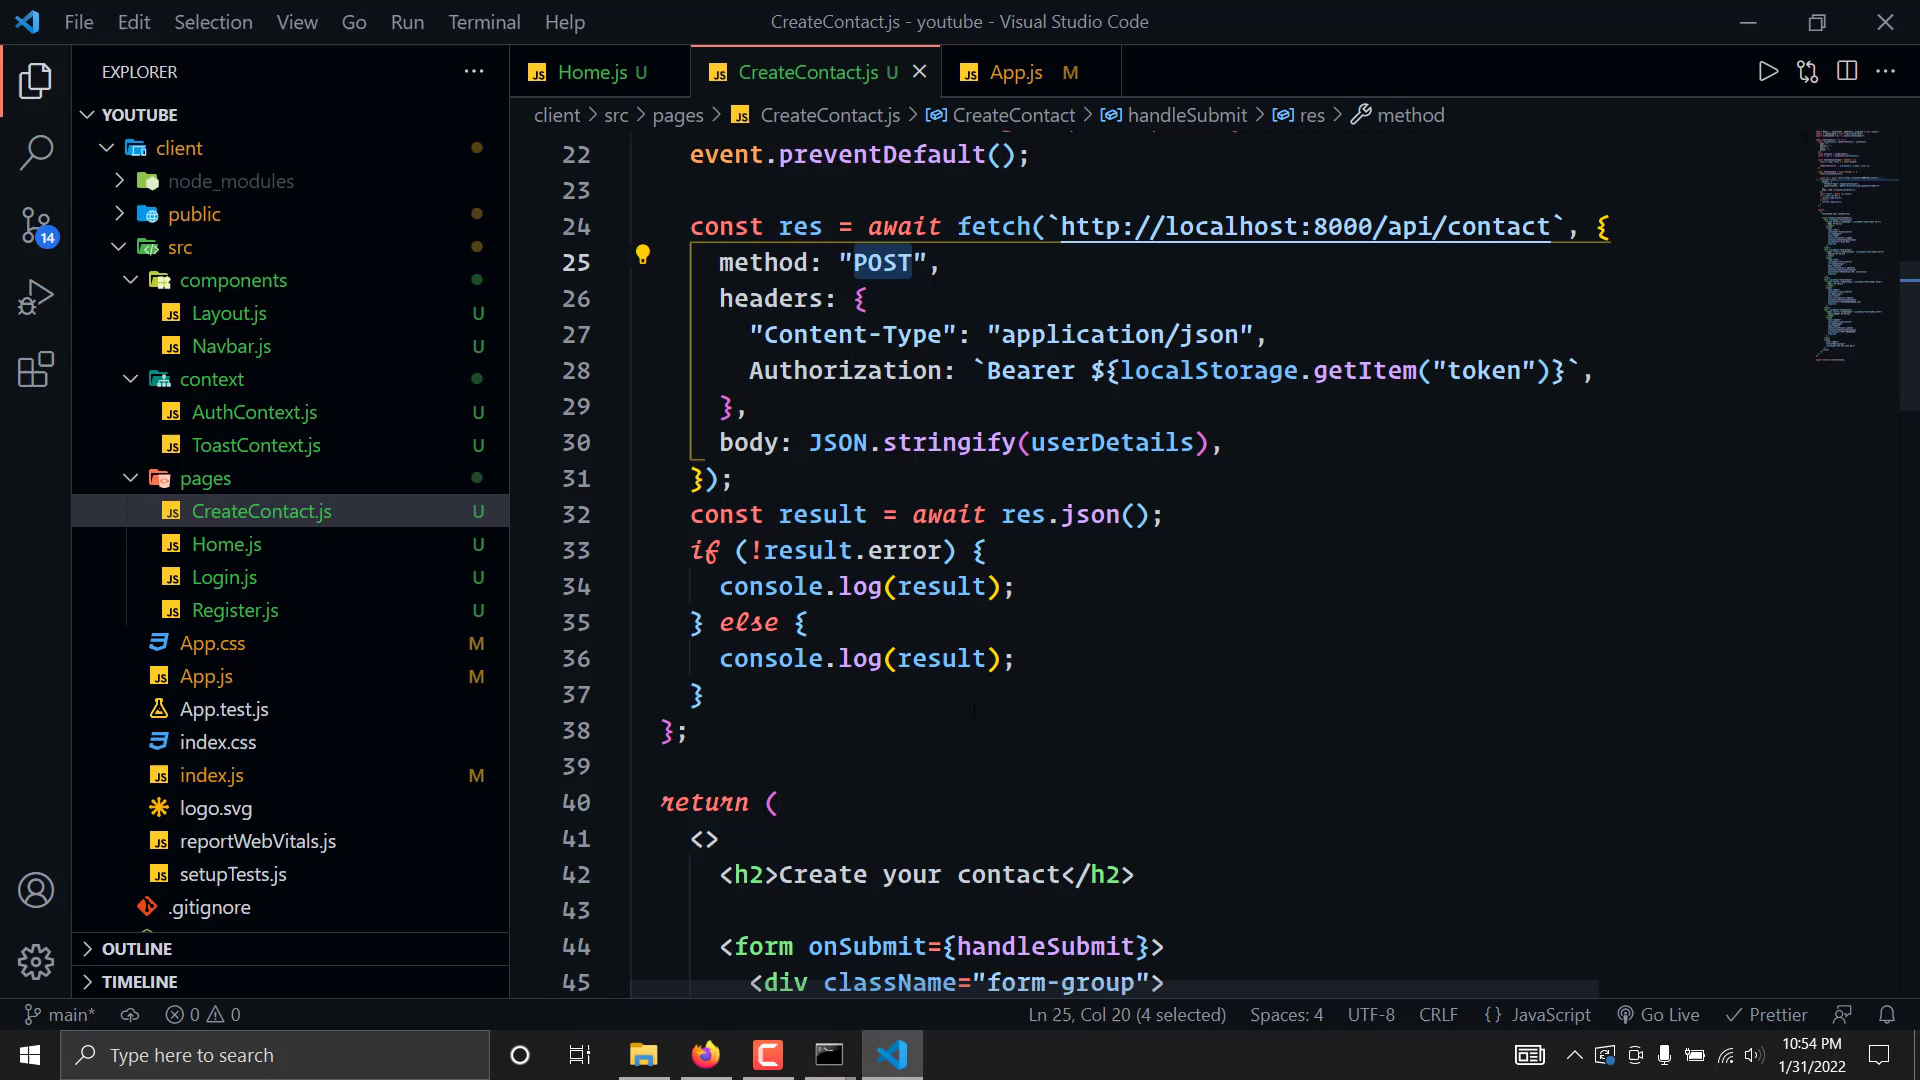 File Edit Selection View Go Run Terminal Help
CreateContact.js - youtube - Visual Studio Code
EXPLORER
YOUTUBE
client
node_modules
public
src
components
Layout.js U
Navbar.js U
context
AuthContext.js U
ToastContext.js U
pages
CreateContact.js U
Home.js U
Login.js U
Register.js U
App.css M
App.js M
App.test.js
index.css
index.js M
logo.svg
reportWebVitals.js
setupTests.js
.gitignore
OUTLINE
TIMELINE
14
JS Home.js U
JS CreateContact.js U
JS App.js M
client > src > pages > JS CreateContact.js > CreateContact > handleSubmit > res > method
22 event.preventDefault();
23
24 const res = await fetch(`http://localhost:8000/api/contact`, {
25 method: "POST",
26 headers: {
27 "Content-Type": "application/json",
28 Authorization: `Bearer ${localStorage.getItem("token")}`,
29 },
30 body: JSON.stringify(userDetails),
31 });
32 const result = await res.json();
33 if (!result.error) {
34 console.log(result);
35 } else {
36 console.log(result);
37 }
38 };
39
40 return (
41 <>
42 <h2>Create your contact</h2>
43
44 <form onSubmit={handleSubmit}>
45 <div className="form-group">
main* 0 0
Ln 25, Col 20 (4 selected) Spaces: 4 UTF-8 CRLF {} JavaScript Go Live Prettier
Type here to search
10:54 PM
1/31/2022